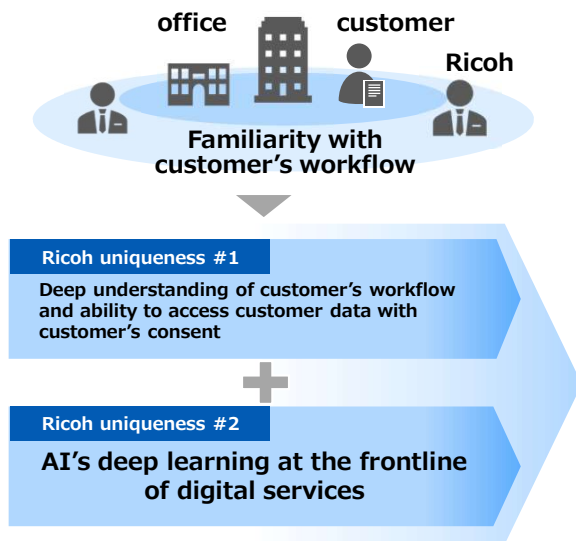 office
customer
Ricoh
Familiarity with
customer's workflow
Ricoh uniqueness #1
Deep understanding of customer's workflow
and ability to access customer data with
customer's consent
Ricoh uniqueness #2
AI's deep learning at the frontline
of digital services